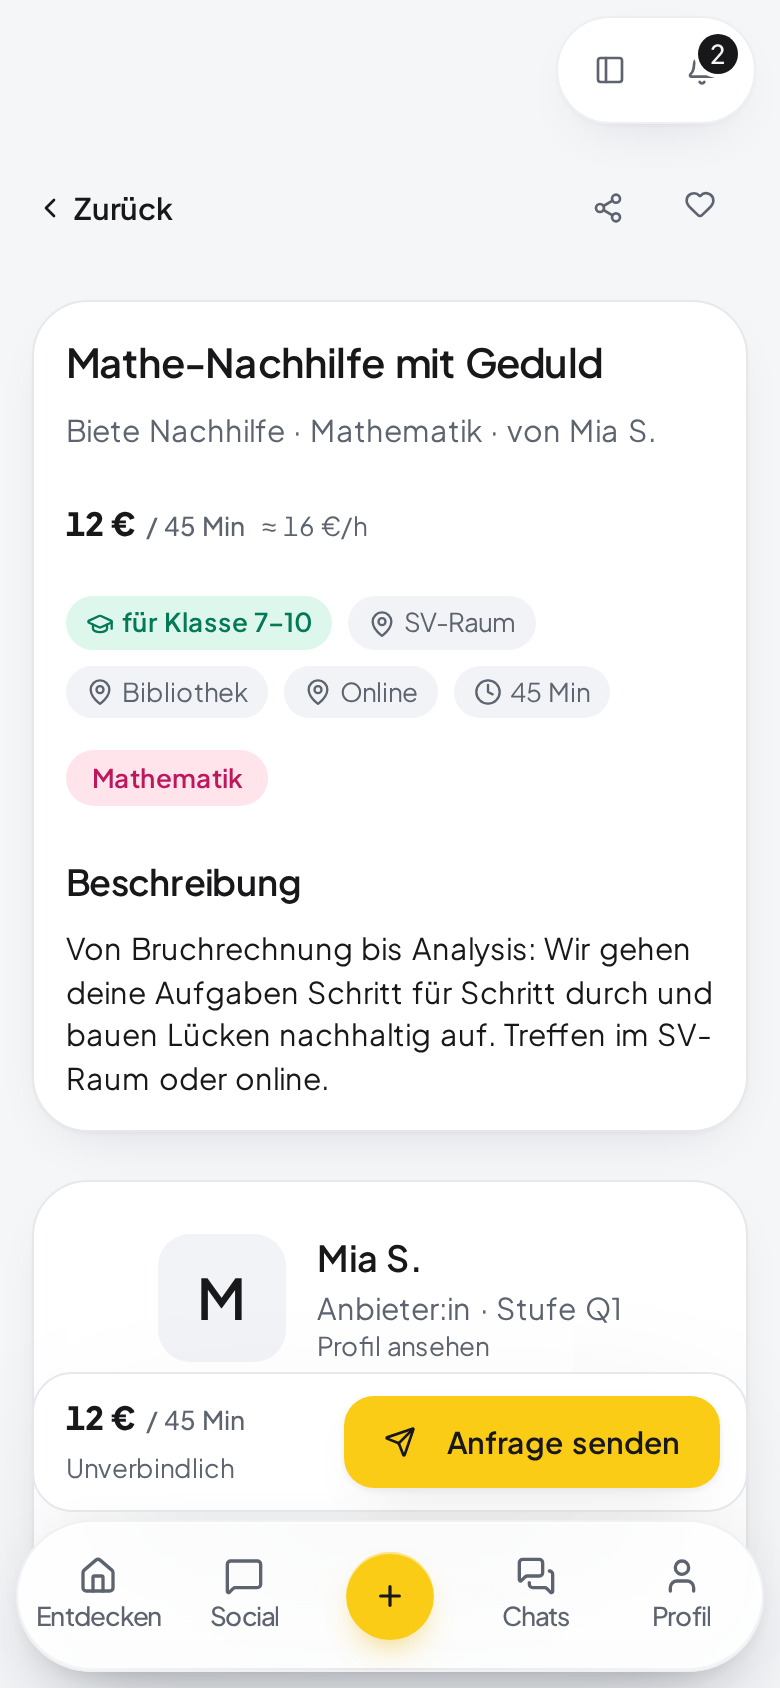 2
Zurück
Mathe-Nachhilfe mit Geduld
Biete Nachhilfe · Mathematik · von Mia S.
12 € / 45 Min ≈ 16 €/h
für Klasse 7–10 SV-Raum
Bibliothek Online 45 Min
Mathematik
Beschreibung
Von Bruchrechnung bis Analysis: Wir gehen
deine Aufgaben Schritt für Schritt durch und
bauen Lücken nachhaltig auf. Treffen im SV-
Raum oder online.
M
Mia S.
Anbieter:in · Stufe Q1
Profil ansehen
12 € / 45 Min
Unverbindlich
Anfrage senden
Entdecken Social Chats Profil